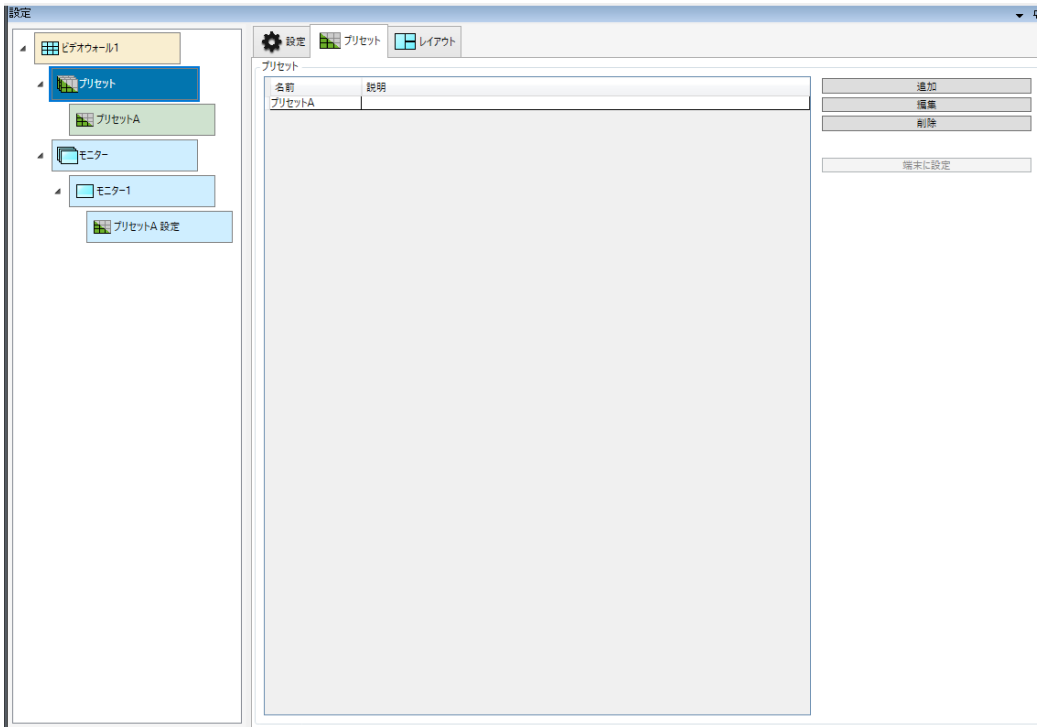 設定
ビデオウォール1
プリセット
プリセットA
モニター
モニター1
プリセットA 設定
設定
プリセット
レイアウト
プリセット
名前 説明
プリセットA
追加
編集
削除
端末に設定